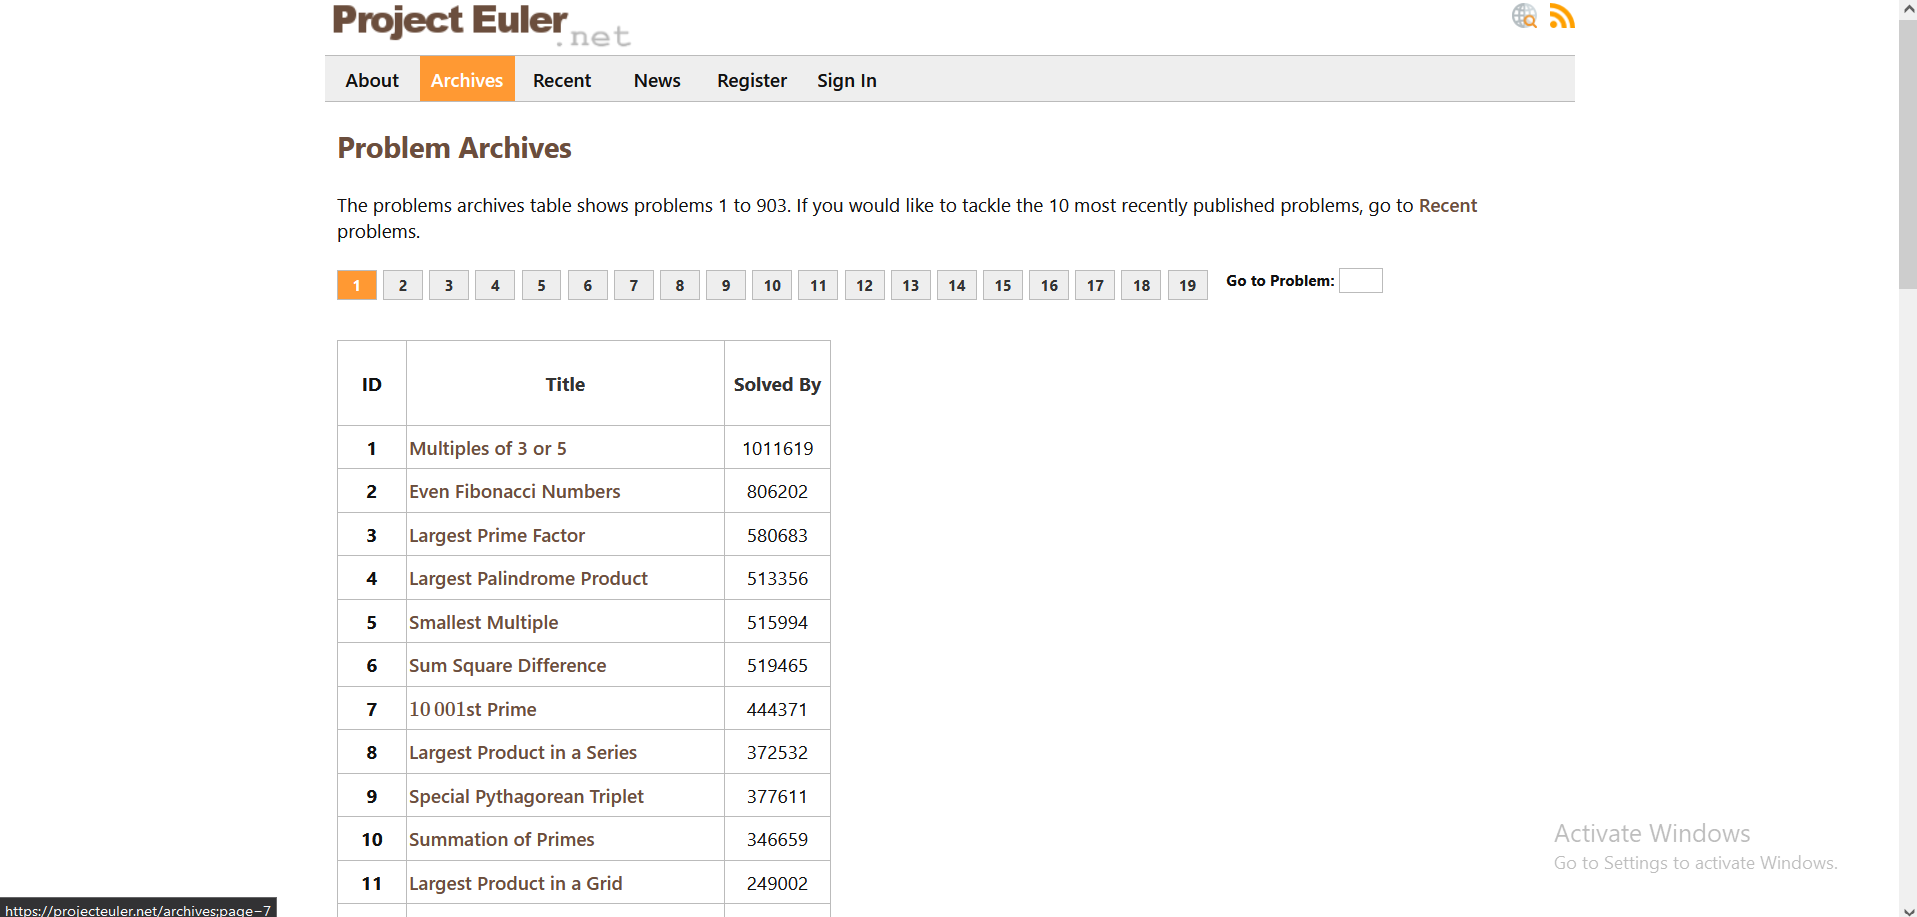 Project Euler
.net
About Archives Recent News Register Sign In
Problem Archives
The problems archives table shows problems 1 to 903. If you would like to tackle the 10 most recently published problems, go to Recent
problems.
1 2 3 4 5 6 7 8 9 10 11 12 13 14 15 16 17 18 19 Go to Problem:
ID Title Solved By
1 Multiples of 3 or 5 1011619
2 Even Fibonacci Numbers 806202
3 Largest Prime Factor 580683
4 Largest Palindrome Product 513356
5 Smallest Multiple 515994
6 Sum Square Difference 519465
7 10 001st Prime 444371
8 Largest Product in a Series 372532
9 Special Pythagorean Triplet 377611
10 Summation of Primes 346659
11 Largest Product in a Grid 249002
Activate Windows
Go to Settings to activate Windows.
https://projecteuler.net/archives;page=7